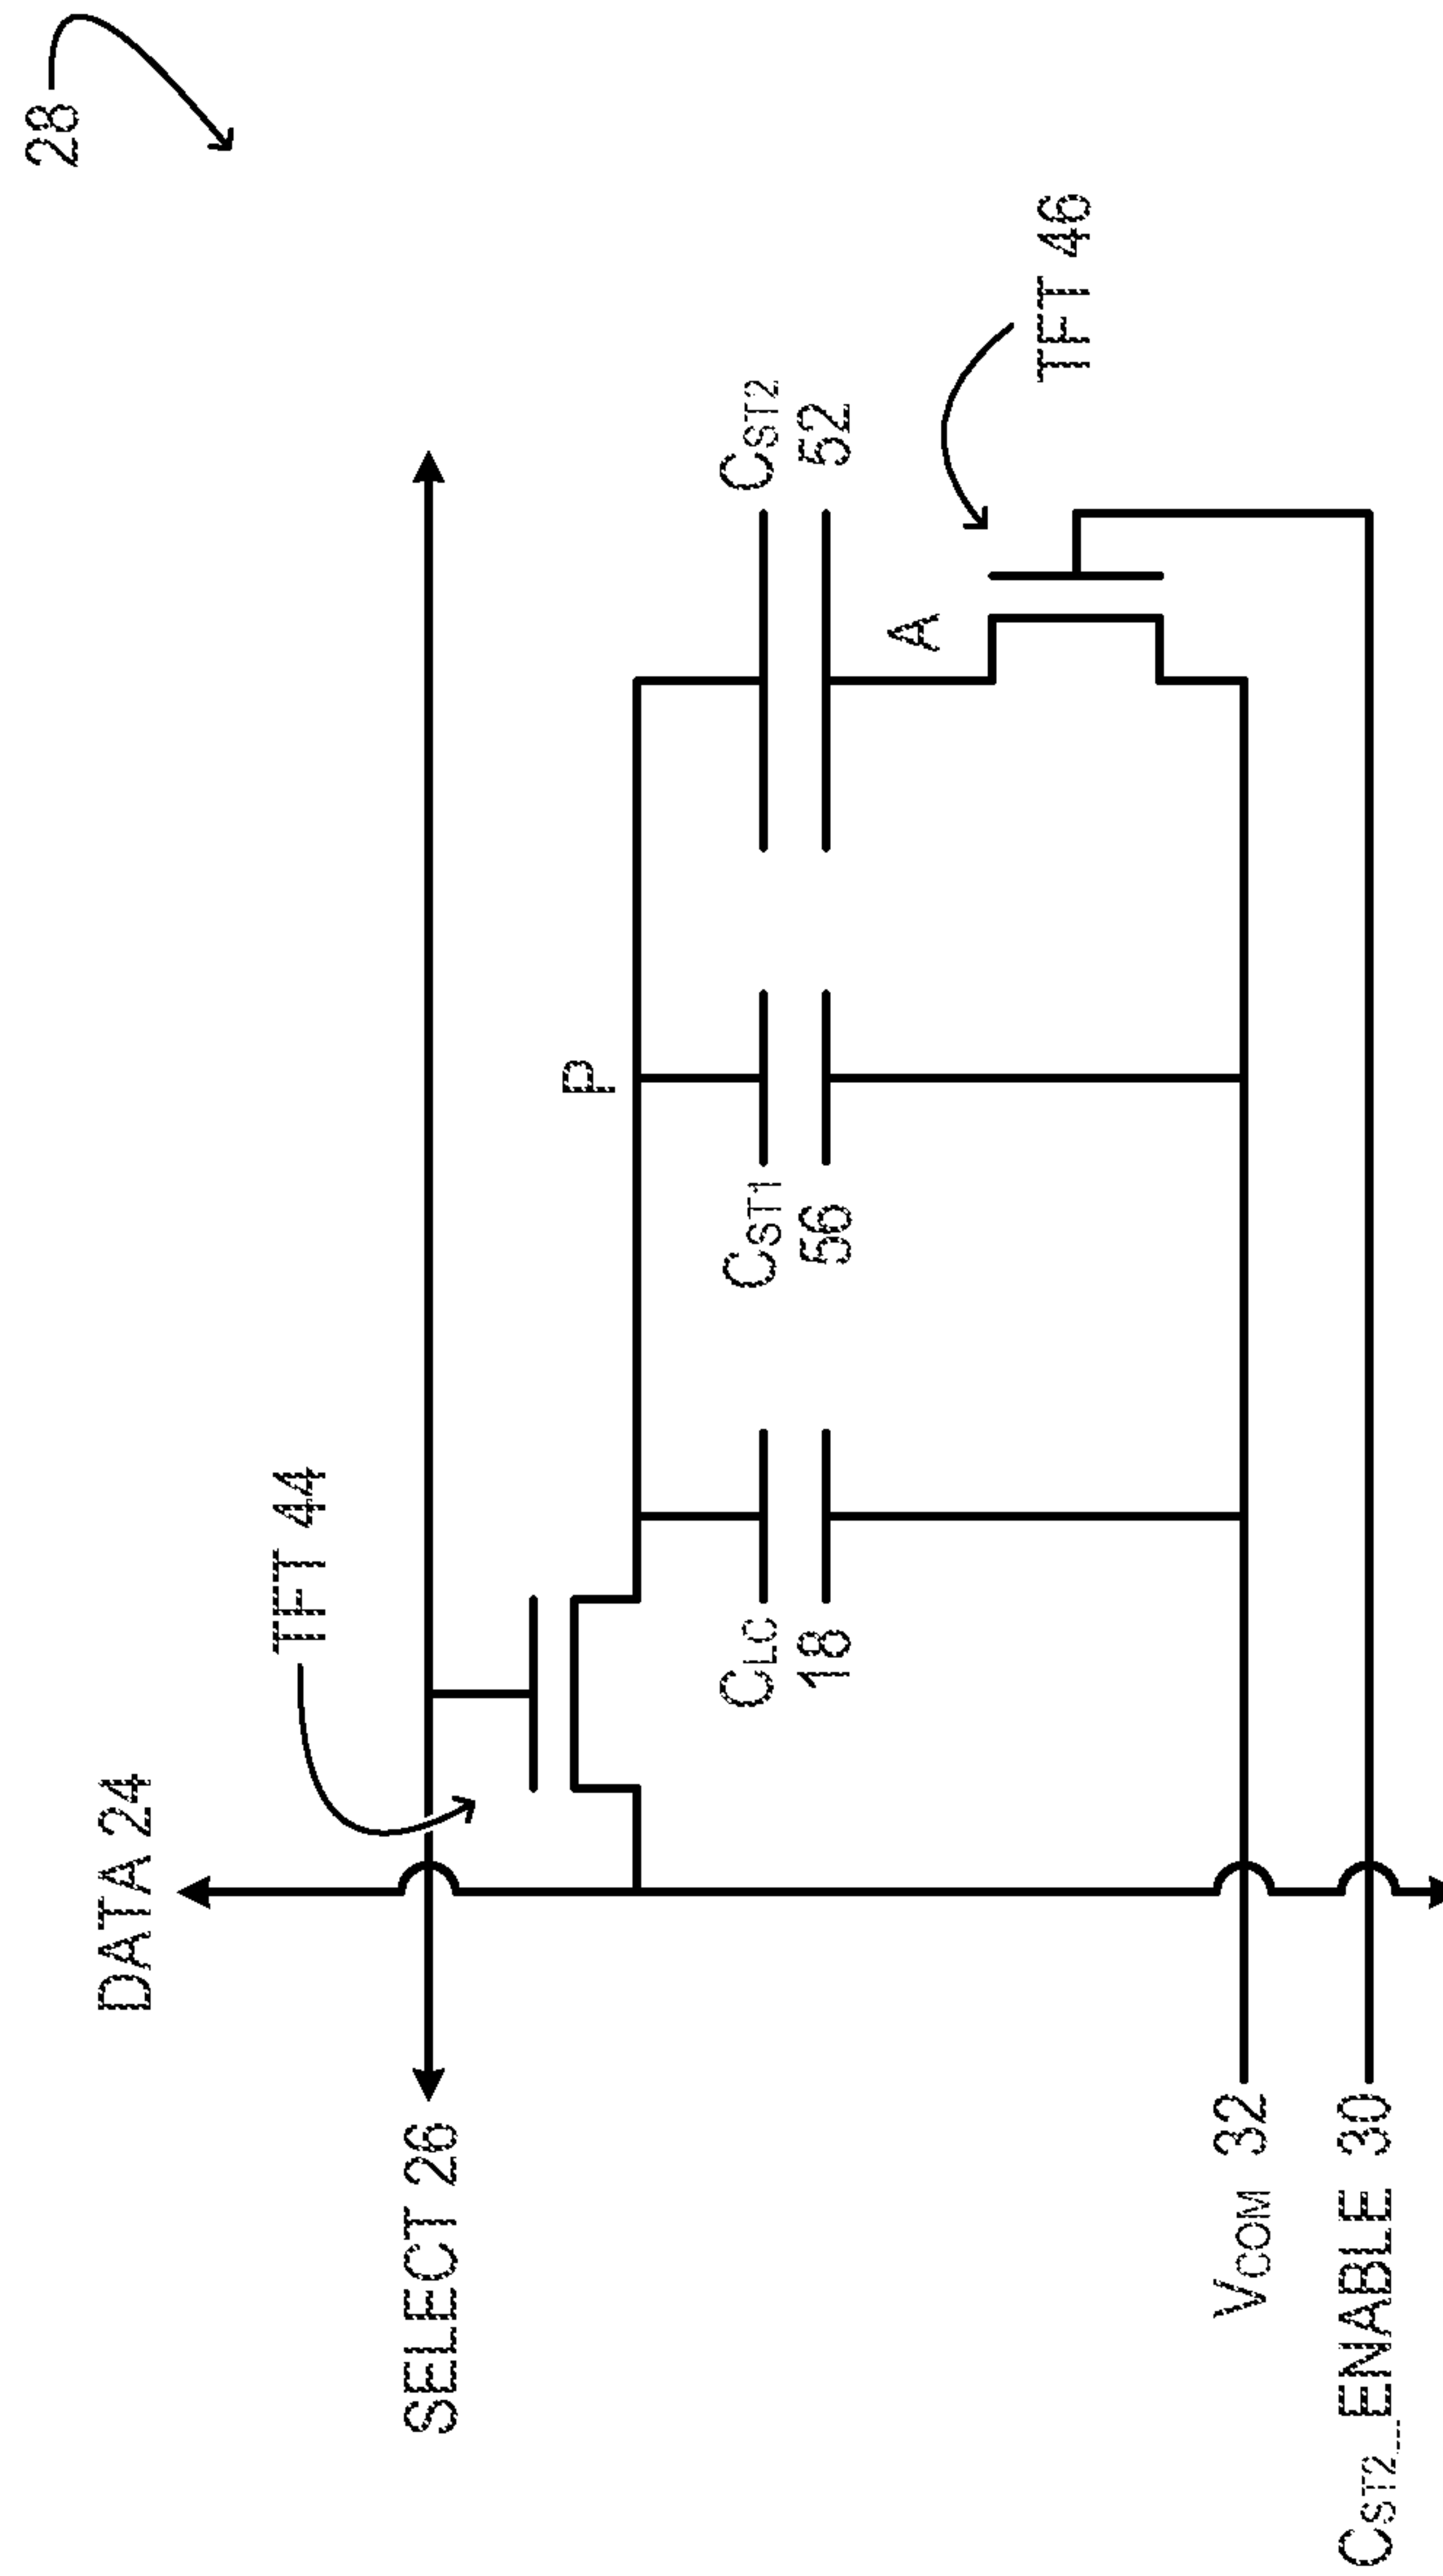 28
DATA 24
TFT 44
SELECT 26
P
CLC
18
CST1
56
CST2
52
A
TFT 46
VCOM 32
CST2_ENABLE 30